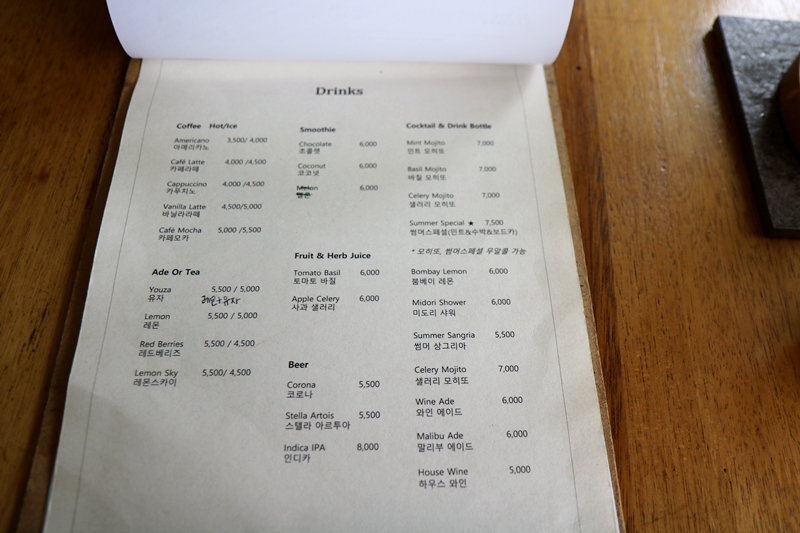 Drinks
Coffee Hot/Ice
Americano 3,500/ 4,000
아메리카노
Café Latte 4,000 /4,500
카페라떼
Cappuccino 4,000 /4,500
카푸치노
Vanilla Latte 4,500/5,000
바닐라라떼
Café Mocha 5,000 /5,500
카페모카
Ade Or Tea
Youza 5,500 / 5,000
유자
Lemon 5,500 / 5,000
레몬
Red Berries 5,500 / 4,500
레드베리즈
Lemon Sky 5,500/ 4,500
레몬스카이
Smoothie
Chocolate 6,000
초콜렛
Coconut 6,000
코코넛
Melon 6,000
멜론
Fruit & Herb Juice
Tomato Basil 6,000
토마토 바질
Apple Celery 6,000
사과 샐러리
Beer
Corona 5,500
코로나
Stella Artois 5,500
스텔라 아르투아
Indica IPA 8,000
인디카
Cocktail & Drink Bottle
Mint Mojito 7,000
민트 모히또
Basil Mojito 7,000
바질 모히또
Celery Mojito 7,000
샐러리 모히또
Summer Special ★ 7,500
썸머스페셜(민트&수박&보드카)
* 모히또, 썸머스페셜 무알콜 가능
Bombay Lemon 6,000
봄베이 레몬
Midori Shower 6,000
미도리 샤워
Summer Sangria 5,500
썸머 상그리아
Celery Mojito 7,000
샐러리 모히또
Wine Ade 6,000
와인 에이드
Malibu Ade 6,000
말리부 에이드
House Wine 5,000
하우스 와인